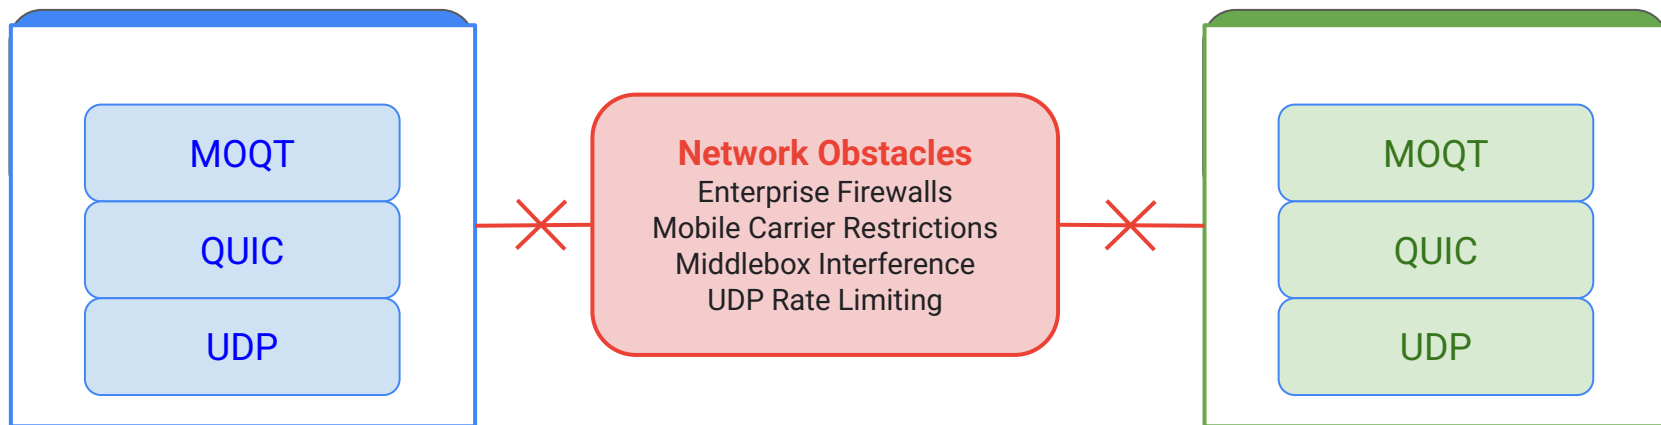 MOQT
QUIC
UDP
Network Obstacles
Enterprise Firewalls
Mobile Carrier Restrictions
Middlebox Interference
UDP Rate Limiting
MOQT
QUIC
UDP